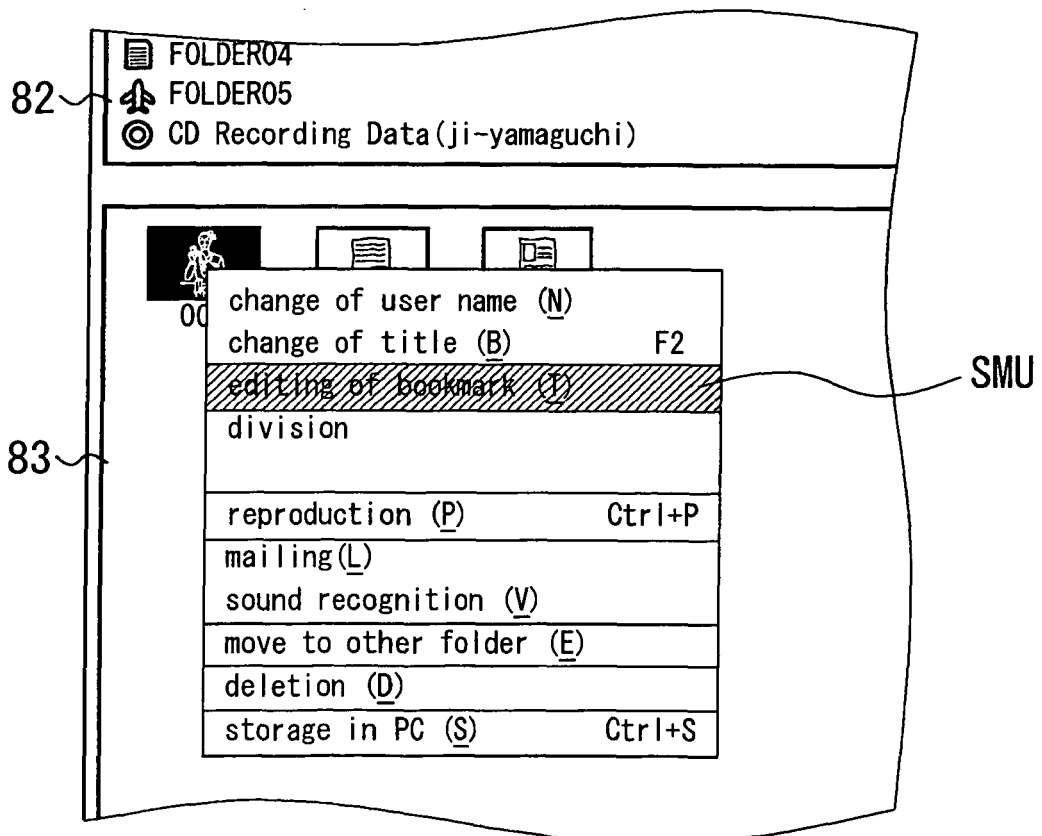 FOLDER04
82
FOLDER05
CD Recording Data(ji-yamaguchi)
00
change of user name (N)
change of title (B) F2
editing of bookmark (T)
SMU
division
83
reproduction (P) Ctrl+P
mailing(L)
sound recognition (V)
move to other folder (E)
deletion (D)
storage in PC (S) Ctrl+S